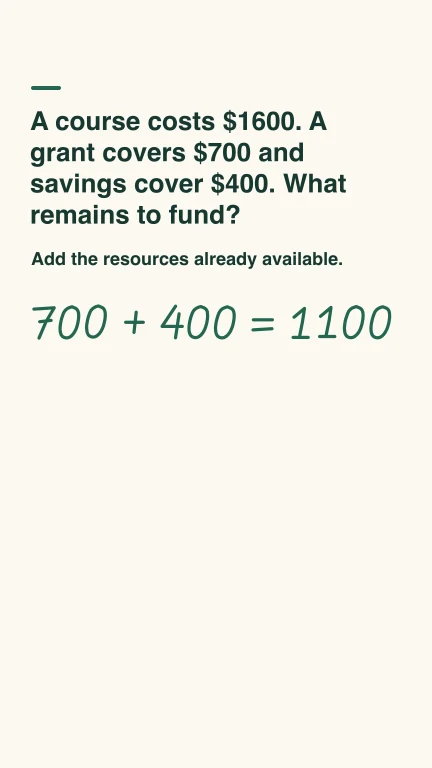 A course costs $1600. A
grant covers $700 and
savings cover $400. What
remains to fund?
Add the resources already available.
700 + 400 = 1100